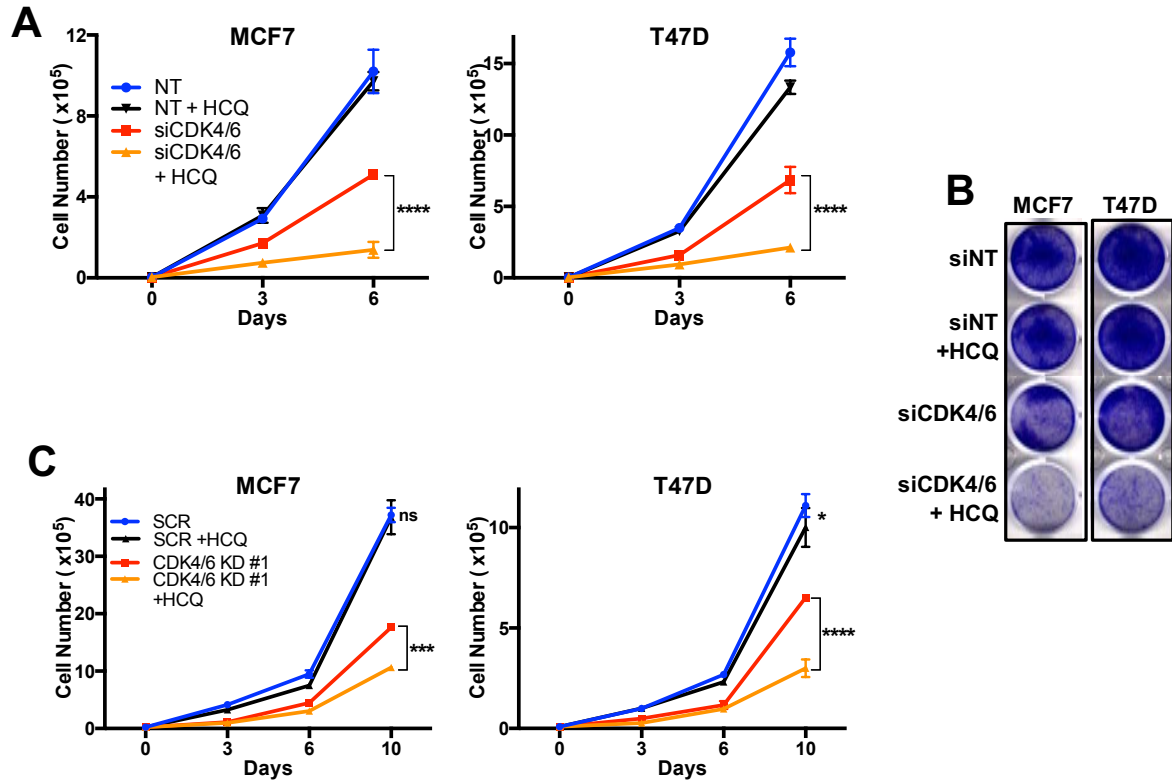 A
MCF7
Cell Number ( x10⁵)
12
8
4
0
NT
NT + HCQ
siCDK4/6
siCDK4/6
+ HCQ
****
0
3
6
Days
T47D
Cell Number ( x10⁵)
15
10
5
0
****
0
3
6
Days
B
MCF7
T47D
siNT
siNT
+HCQ
siCDK4/6
siCDK4/6
+ HCQ
C
MCF7
Cell Number ( x10⁵)
40
30
20
10
0
SCR
SCR +HCQ
CDK4/6 KD #1
CDK4/6 KD #1
+HCQ
ns
***
0
3
6
10
Days
T47D
Cell Number ( x10⁵)
10
5
0
*
****
0
3
6
10
Days